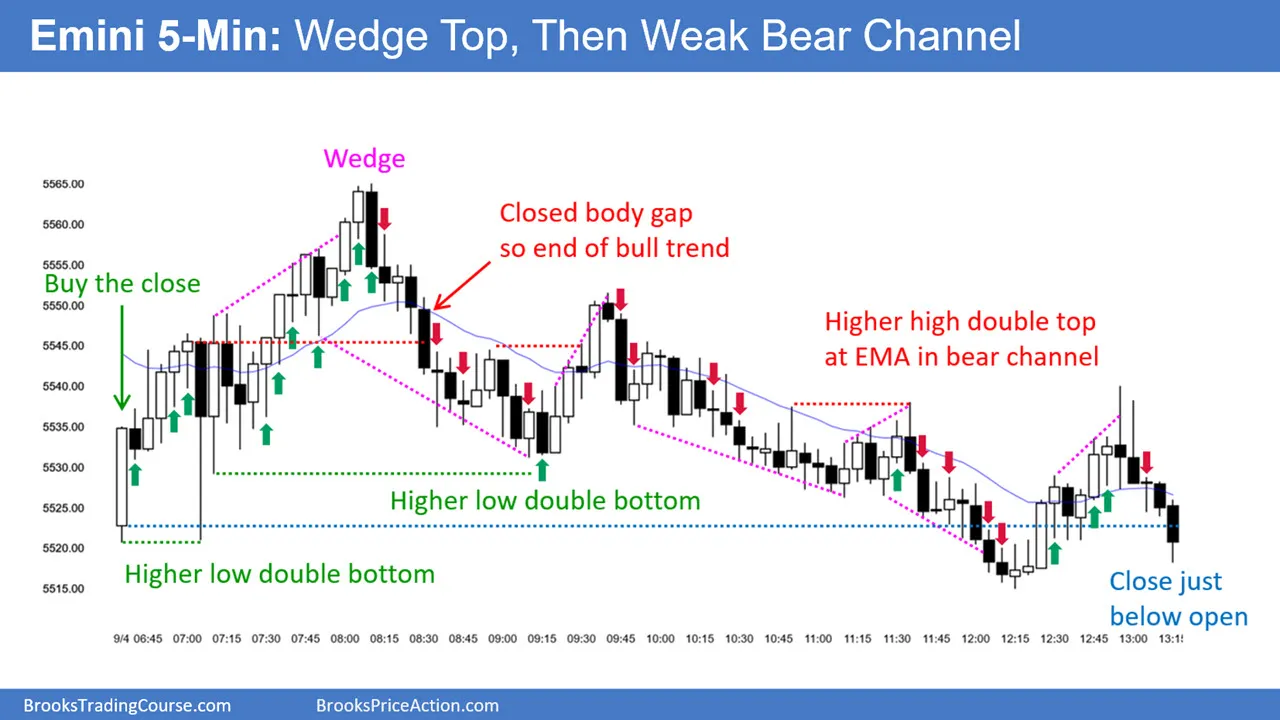 Emini 5-Min: Wedge Top, Then Weak Bear Channel
Wedge
5565.00
5560.00
5555.00
5550.00
5545.00
5540.00
5535.00
5530.00
5525.00
5520.00
5515.00
Closed body gap
so end of bull trend
Buy the close
Higher high double top
at EMA in bear channel
Higher low double bottom
Higher low double bottom
Close just
below open
9/4 06:45 07:00 07:15 07:30 07:45 08:00 08:15 08:30 08:45 09:00 09:15 09:30 09:45 10:00 10:15 10:30 10:45 11:00 11:15 11:30 11:45 12:00 12:15 12:30 12:45 13:00 13:15
BrooksTradingCourse.com BrooksPriceAction.com